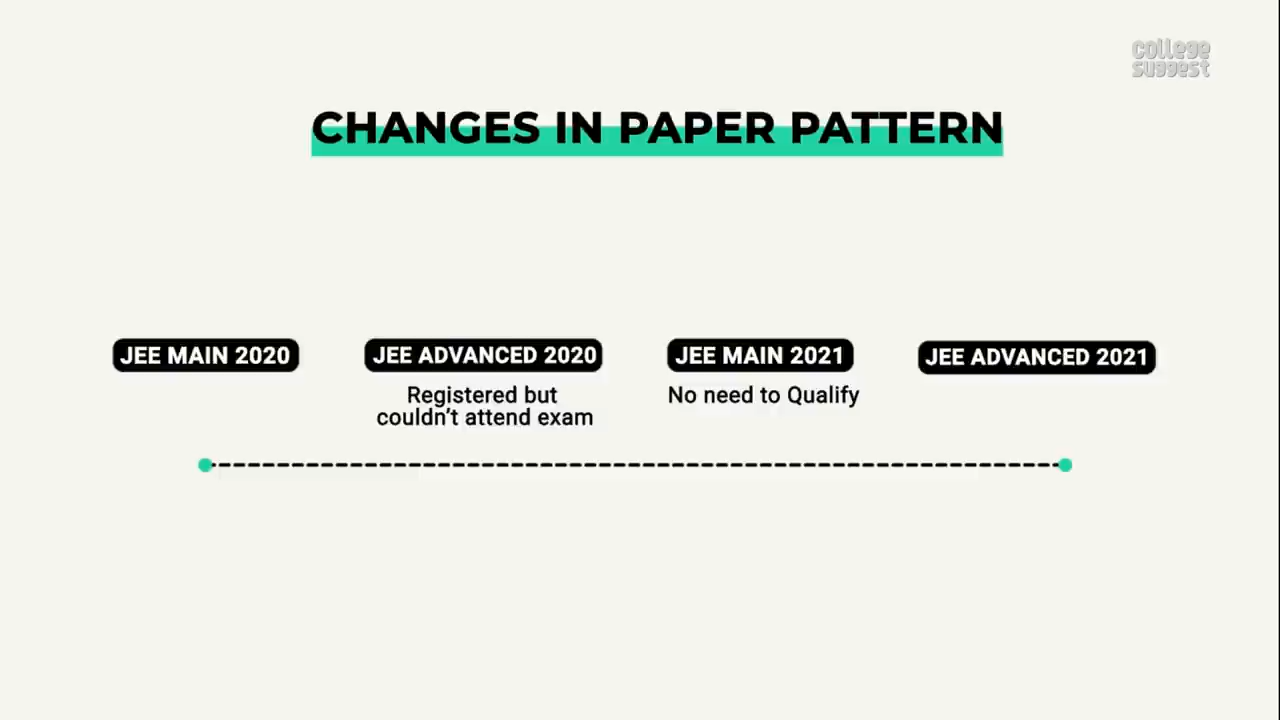 college
suggest
CHANGES IN PAPER PATTERN
JEE MAIN 2020
JEE ADVANCED 2020
Registered but
couldn't attend exam
JEE MAIN 2021
No need to Qualify
JEE ADVANCED 2021